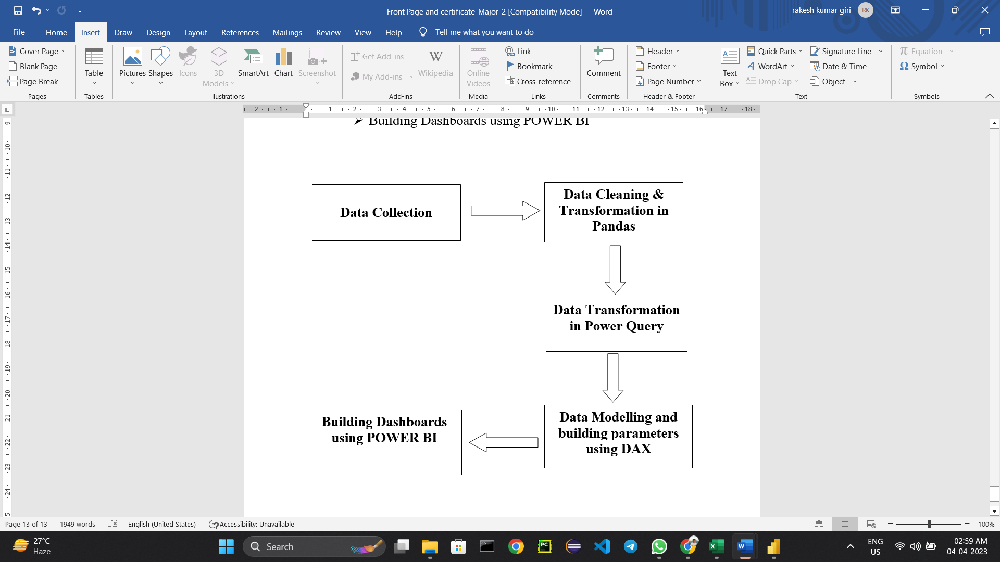 Front Page and certificate-Major-2 [Compatibility Mode] - Word
rakesh kumar giri
RK
File
Home
Insert
Draw
Design
Layout
References
Mailings
Review
View
Help
Tell me what you want to do
Cover Page
Blank Page
Page Break
Pages
Table
Tables
Pictures
Shapes
Icons
3D
Models
SmartArt
Chart
Screenshot
Illustrations
Get Add-ins
My Add-ins
Wikipedia
Add-ins
Online
Videos
Media
Link
Bookmark
Cross-reference
Links
Comment
Comments
Header
Footer
Page Number
Header & Footer
Text
Box
Quick Parts
WordArt
Drop Cap
Signature Line
Date & Time
Object
Text
Equation
Symbol
Symbols
2 1 1 2 3 4 5 6 7 8 9 10 11 12 13 14 15 16 17 18
9
10
11
12
13
14
15
16
17
18
19
20
21
22
23
24
5
Building Dashboards using POWER BI
Data Collection
Data Cleaning &
Transformation in
Pandas
Data Transformation
in Power Query
Data Modelling and
building parameters
using DAX
Building Dashboards
using POWER BI
Page 13 of 13
1949 words
English (United States)
Accessibility: Unavailable
100%
27°C
Haze
Search
PC
ENG
US
02:59 AM
04-04-2023